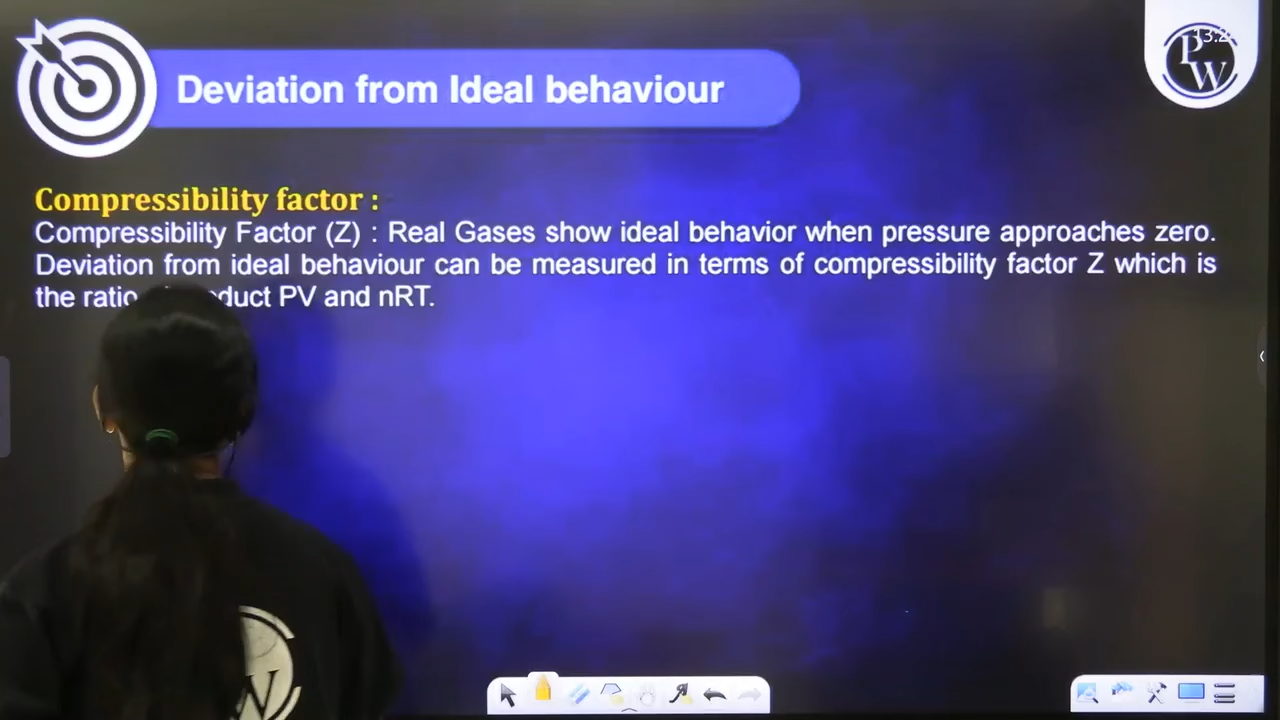 Deviation from Ideal behaviour
PW
Compressibility factor :
Compressibility Factor (Z) : Real Gases show ideal behavior when pressure approaches zero.
Deviation from ideal behaviour can be measured in terms of compressibility factor Z which is
the ratio PV and nRT.
W